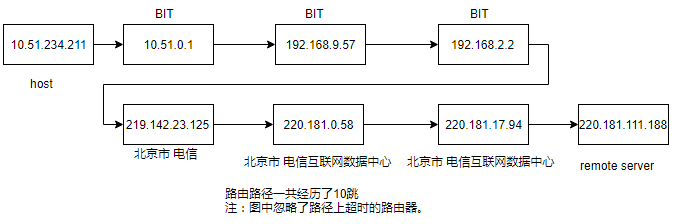 BIT BIT BIT
10.51.234.211 10.51.0.1 192.168.9.57 192.168.2.2
host
219.142.23.125 220.181.0.58 220.181.17.94 220.181.111.188
北京市 电信 北京市 电信互联网数据中心 北京市 电信互联网数据中心 remote server
路由路径一共经历了10跳
注：图中忽略了路径上超时的路由器。